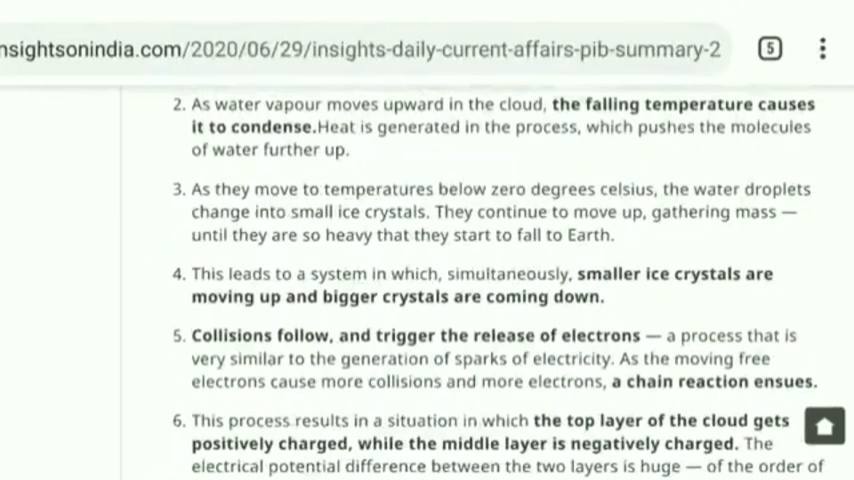 nsightsonindia.com/2020/06/29/insights-daily-current-affairs-pib-summary-2
5
2. As water vapour moves upward in the cloud, the falling temperature causes
it to condense.Heat is generated in the process, which pushes the molecules
of water further up.
3. As they move to temperatures below zero degrees celsius, the water droplets
change into small ice crystals. They continue to move up, gathering mass —
until they are so heavy that they start to fall to Earth.
4. This leads to a system in which, simultaneously, smaller ice crystals are
moving up and bigger crystals are coming down.
5. Collisions follow, and trigger the release of electrons — a process that is
very similar to the generation of sparks of electricity. As the moving free
electrons cause more collisions and more electrons, a chain reaction ensues.
6. This process results in a situation in which the top layer of the cloud gets
positively charged, while the middle layer is negatively charged. The
electrical potential difference between the two layers is huge — of the order of